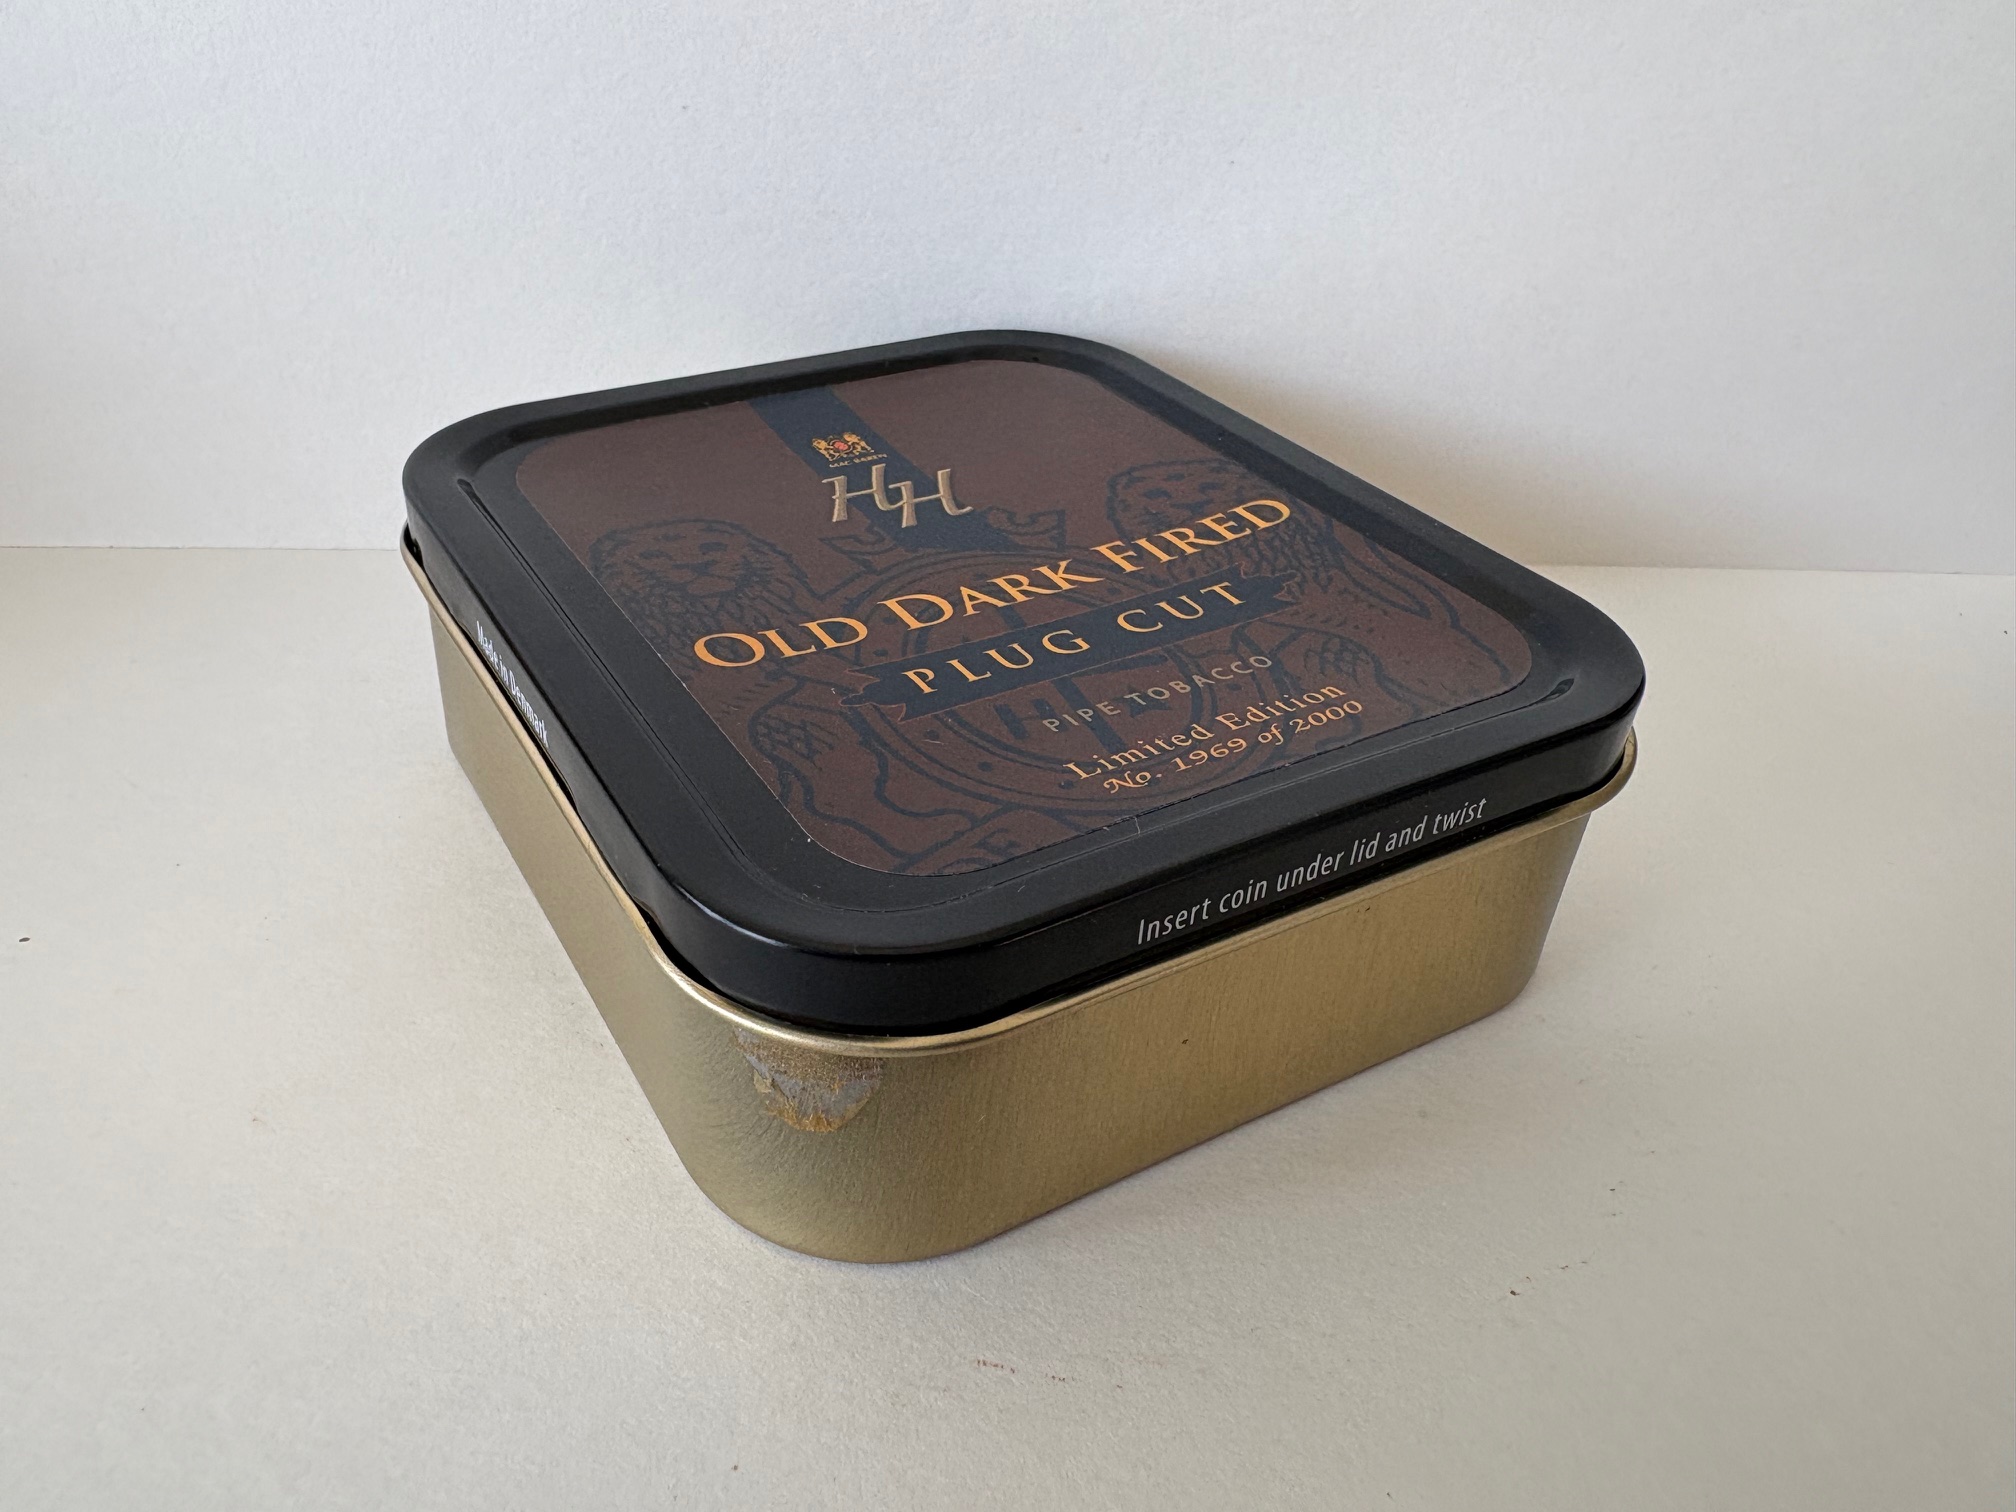 MAC BAREN
HH
OLD DARK FIRED
PLUG CUT
PIPE TOBACCO
Limited Edition
No. 1969 of 2000
Insert coin under lid and twist
Made in Denmark